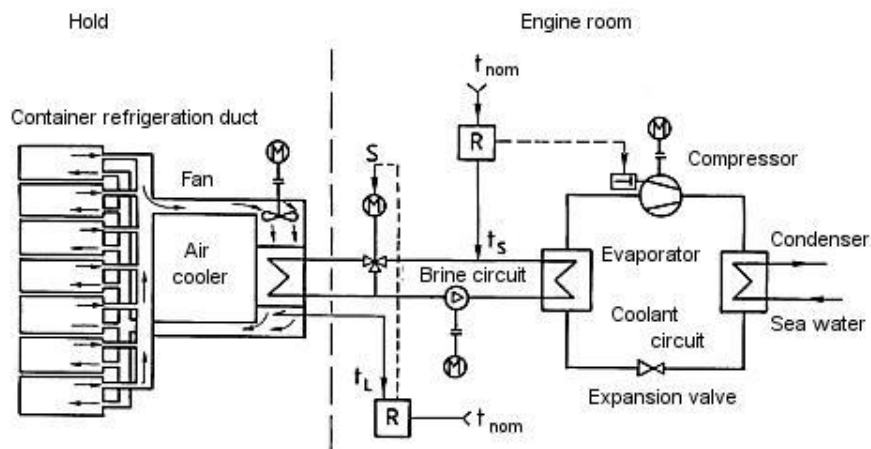 Hold
Engine room
t nom
Container refrigeration duct
M
R
M
Compressor
Fan
S
M
Air
cooler
t S
Evaporator
Condenser
Brine circuit
Coolant
circuit
Sea water
M
t L
Expansion valve
R
t nom